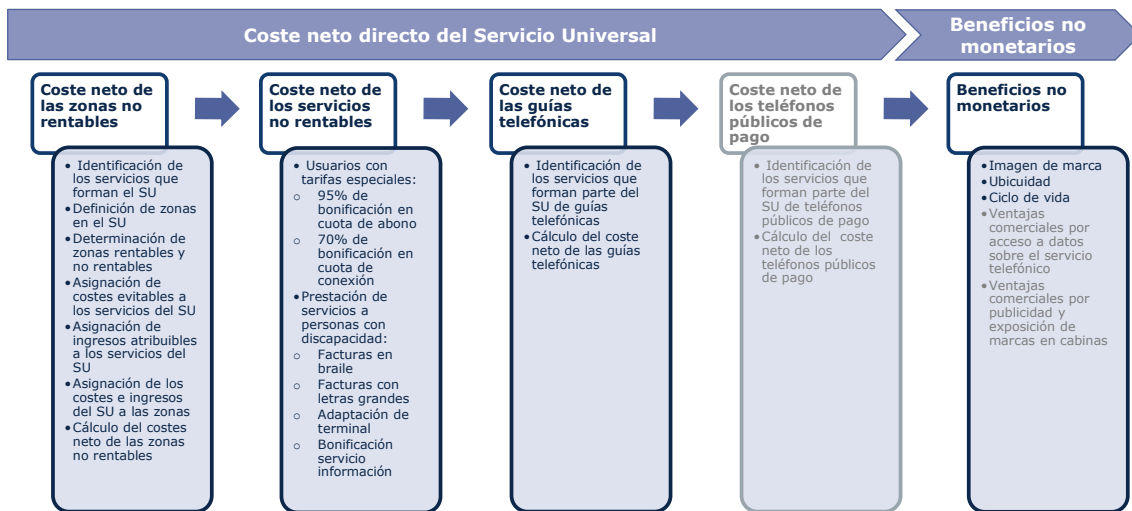 Coste neto directo del Servicio Universal
Beneficios no
monetarios
Coste neto de
las zonas no
rentables
• Identificación de
los servicios que
forman el SU
• Definición de zonas
en el SU
• Determinación de
zonas rentables y
no rentables
• Asignación de
costes evitables a
los servicios del SU
• Asignación de
ingresos atribuibles
a los servicios del
SU
• Asignación de los
costes e ingresos
del SU a las zonas
• Cálculo del costes
neto de las zonas
no rentables
Coste neto de
los servicios
no rentables
• Usuarios con
tarifas especiales:
o 95% de
bonificación en
cuota de abono
o 70% de
bonificación en
cuota de
conexión
• Prestación de
servicios a
personas con
discapacidad:
o Facturas en
braile
o Facturas con
letras grandes
o Adaptación de
terminal
o Bonificación
servicio
información
Coste neto de
las guías
telefónicas
• Identificación de
los servicios que
forman parte del
SU de guías
telefónicas
• Cálculo del coste
neto de las guías
telefónicas
Coste neto de
los teléfonos
públicos de
pago
• Identificación de
los servicios que
forman parte del
SU de teléfonos
públicos de pago
• Cálculo del coste
neto de los
teléfonos públicos
de pago
Beneficios no
monetarios
• Imagen de marca
• Ubicuidad
• Ciclo de vida
• Ventajas
comerciales por
acceso a datos
sobre el servicio
telefónico
• Ventajas
comerciales por
publicidad y
exposición de
marcas en cabinas